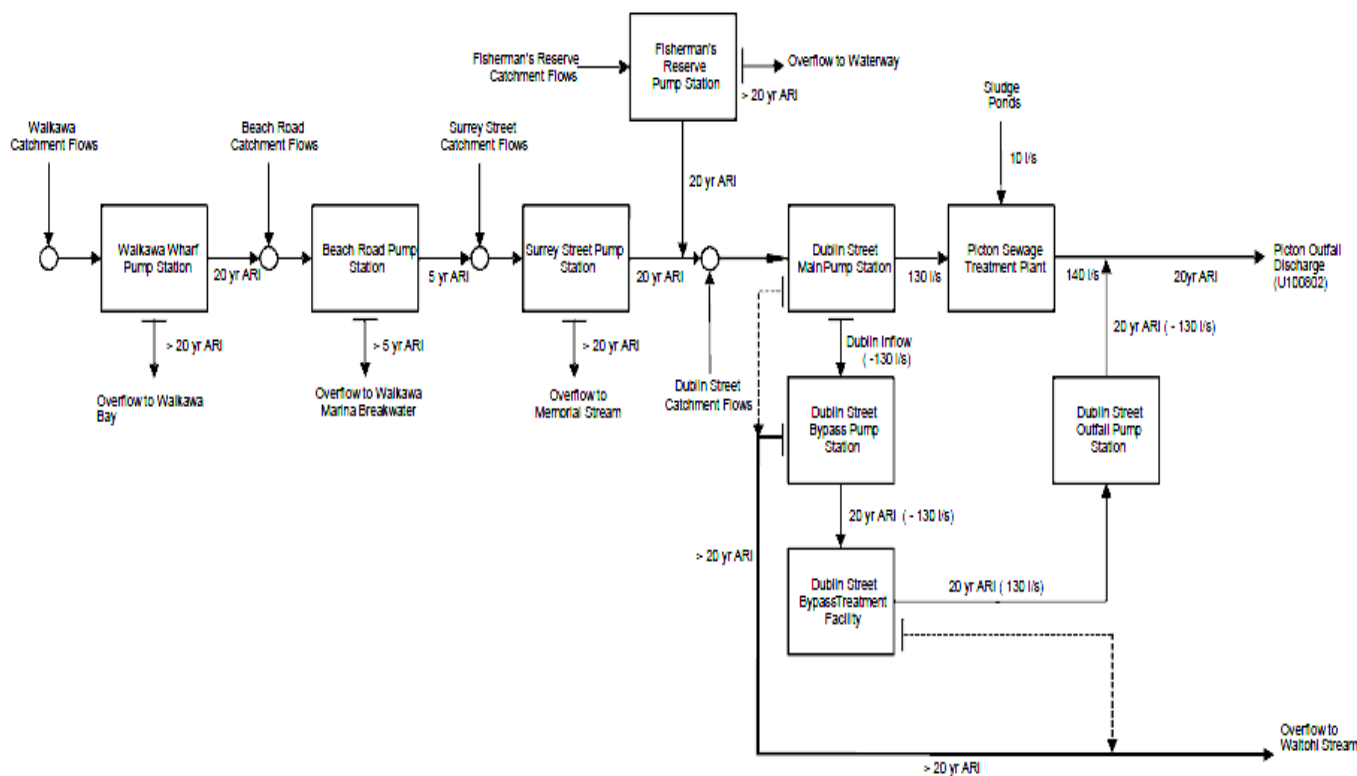 Fisherman's Reserve
Catchment Flows
Fisherman's
Reserve
Pump Station
Overflow to Waterway
> 20 yr ARI
Sludge
Ponds
10 l/s
Waikawa
Catchment Flows
Beach Road
Catchment Flows
Surrey Street
Catchment Flows
20 yr ARI
Waikawa Wharf
Pump Station
20 yr ARI
Beach Road Pump
Station
5 yr ARI
Surrey Street Pump
Station
20 yr ARI
Dublin Street
Main Pump Station
130 l/s
Picton Sewage
Treatment Plant
140 l/s
20yr ARI
Picton Outfall
Discharge
(U100802)
> 20 yr ARI
Overflow to Waikawa
Bay
> 5 yr ARI
Overflow to Waikawa
Marina Breakwater
> 20 yr ARI
Overflow to
Memorial Stream
Dublin Street
Catchment Flows
Dublin Inflow
( -130 l/s)
20 yr ARI ( - 130 l/s)
Dublin Street
Bypass Pump
Station
Dublin Street
Outfall Pump
Station
20 yr ARI ( - 130 l/s)
> 20 yr ARI
Dublin Street
BypassTreatment
Facility
20 yr ARI ( 130 l/s)
Overflow to
Waitohi Stream
> 20 yr ARI